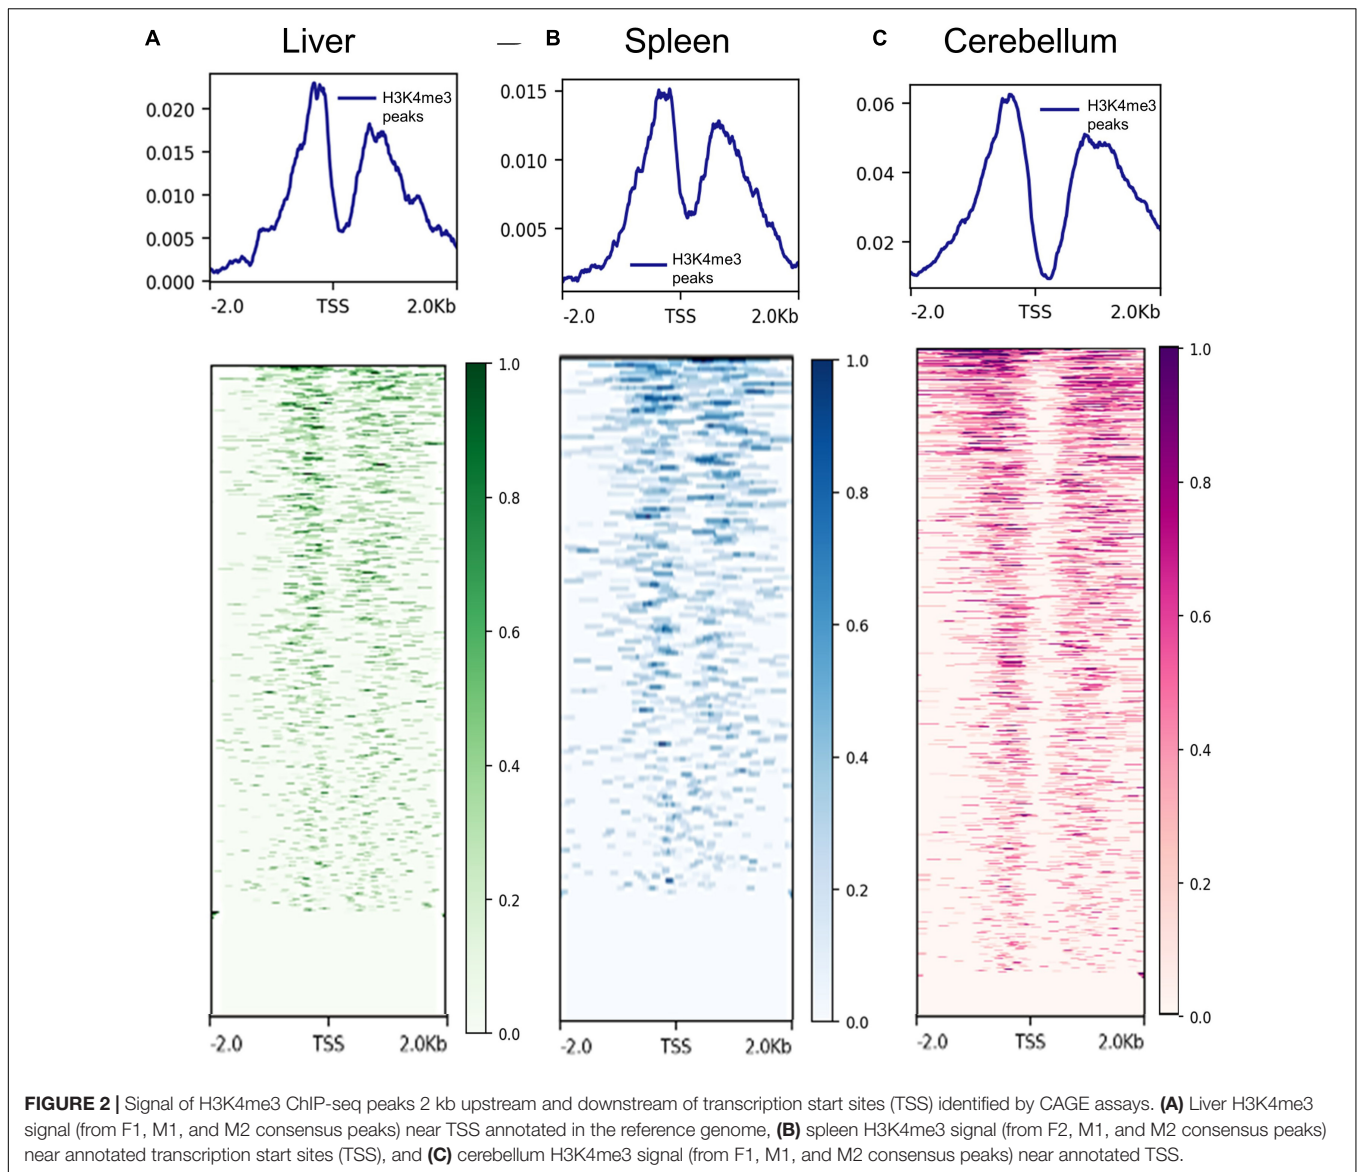 A Liver
B Spleen
C Cerebellum
H3K4me3
peaks
0.020
0.015
0.010
0.005
0.000
-2.0 TSS 2.0Kb
H3K4me3
peaks
0.015
0.010
0.005
-2.0 TSS 2.0Kb
H3K4me3
peaks
0.06
0.04
0.02
-2.0 TSS 2.0Kb
1.0
0.8
0.6
0.4
0.2
0.0
-2.0 TSS 2.0Kb
1.0
0.8
0.6
0.4
0.2
0.0
-2.0 TSS 2.0Kb
1.0
0.8
0.6
0.4
0.2
0.0
-2.0 TSS 2.0Kb
FIGURE 2 | Signal of H3K4me3 ChIP-seq peaks 2 kb upstream and downstream of transcription start sites (TSS) identified by CAGE assays. (A) Liver H3K4me3
signal (from F1, M1, and M2 consensus peaks) near TSS annotated in the reference genome, (B) spleen H3K4me3 signal (from F2, M1, and M2 consensus peaks)
near annotated transcription start sites (TSS), and (C) cerebellum H3K4me3 signal (from F1, M1, and M2 consensus peaks) near annotated TSS.